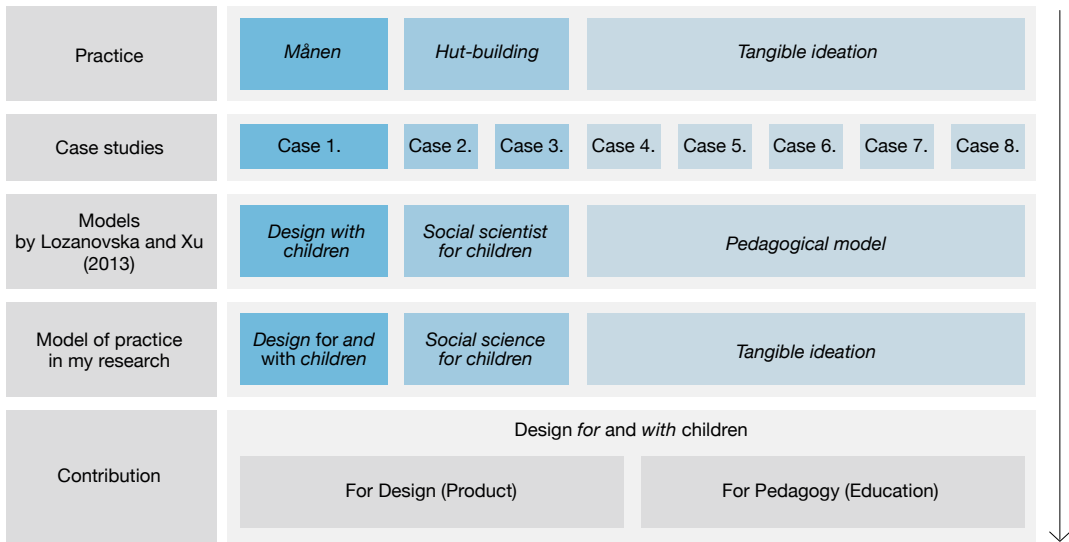 Practice
Månen
Hut-building
Tangible ideation
Case studies
Case 1.
Case 2.
Case 3.
Case 4.
Case 5.
Case 6.
Case 7.
Case 8.
Models
by Lozanovska and Xu
(2013)
Design with
children
Social scientist
for children
Pedagogical model
Model of practice
in my research
Design for and
with children
Social science
for children
Tangible ideation
Contribution
Design for and with children
For Design (Product)
For Pedagogy (Education)